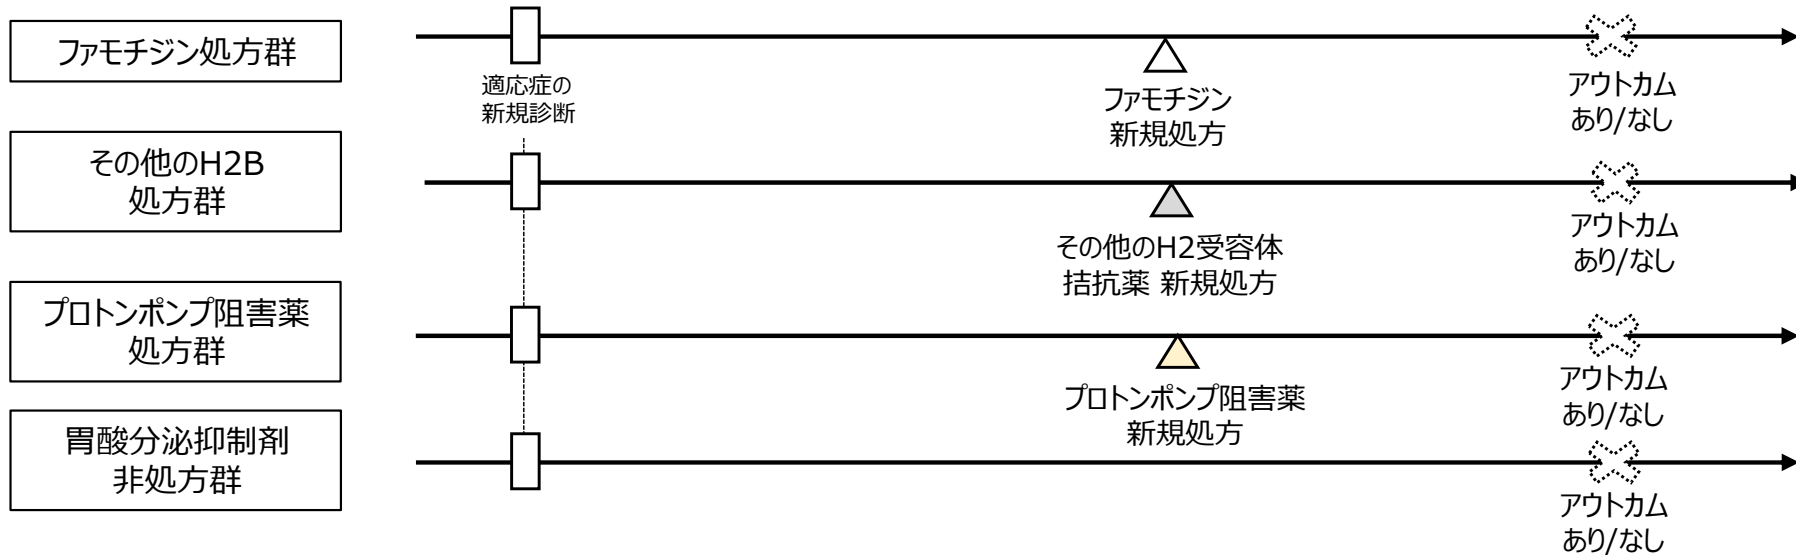 ファモチジン処方群
適応症の
新規診断
ファモチジン
新規処方
アウトカム
あり/なし
その他のH2B
処方群
その他のH2受容体
拮抗薬 新規処方
アウトカム
あり/なし
プロトンポンプ阻害薬
処方群
プロトンポンプ阻害薬
新規処方
アウトカム
あり/なし
胃酸分泌抑制剤
非処方群
アウトカム
あり/なし